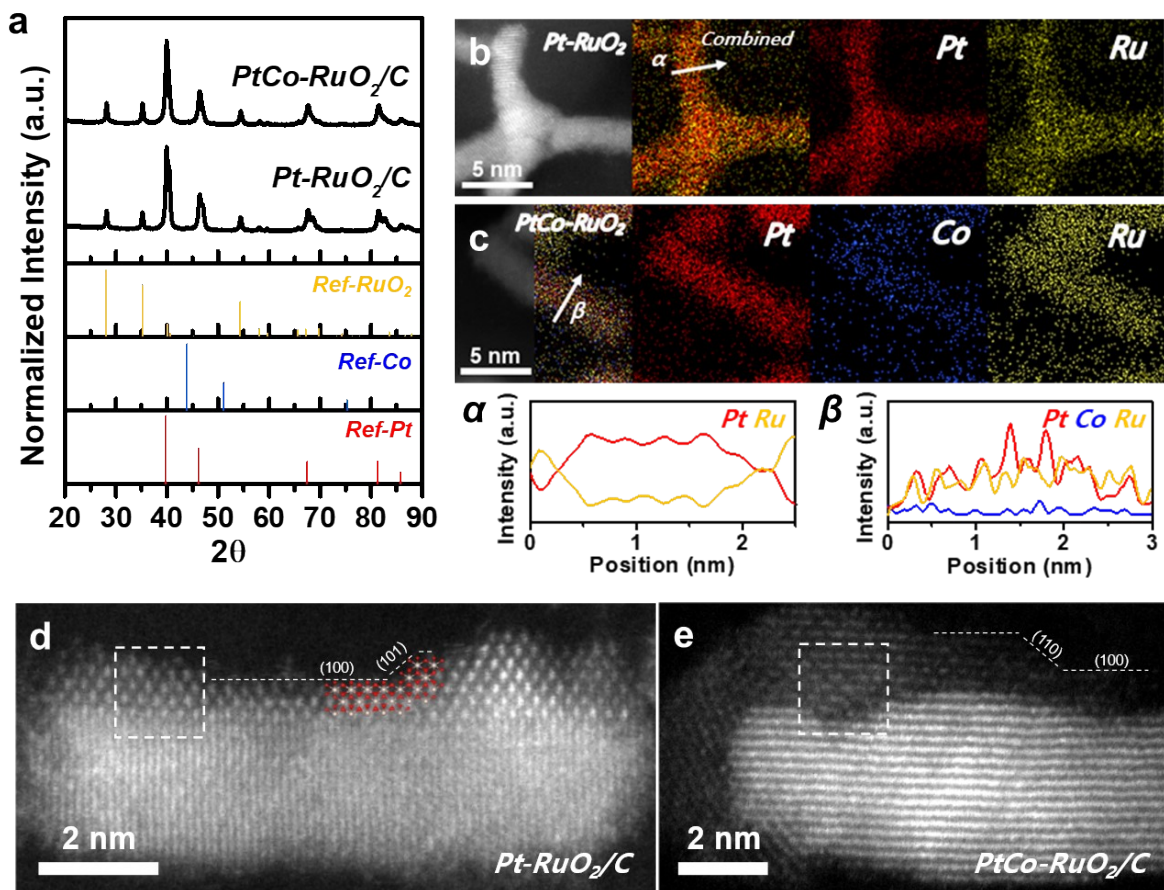 a
Normalized Intensity (a.u.)
PtCo-RuO2/C
Pt-RuO2/C
Ref-RuO2
Ref-Co
Ref-Pt
20 30 40 50 60 70 80 90
2θ
b
Pt-RuO2
5 nm
α
Combined
Pt
Ru
c
PtCo-RuO2
5 nm
β
Pt
Co
Ru
α
Pt Ru
Intensity (a.u.)
0 1 2
Position (nm)
β
Pt Co Ru
Intensity (a.u.)
0 1 2 3
Position (nm)
d
(100)
(101)
2 nm
Pt-RuO2/C
e
(110)
(100)
2 nm
PtCo-RuO2/C